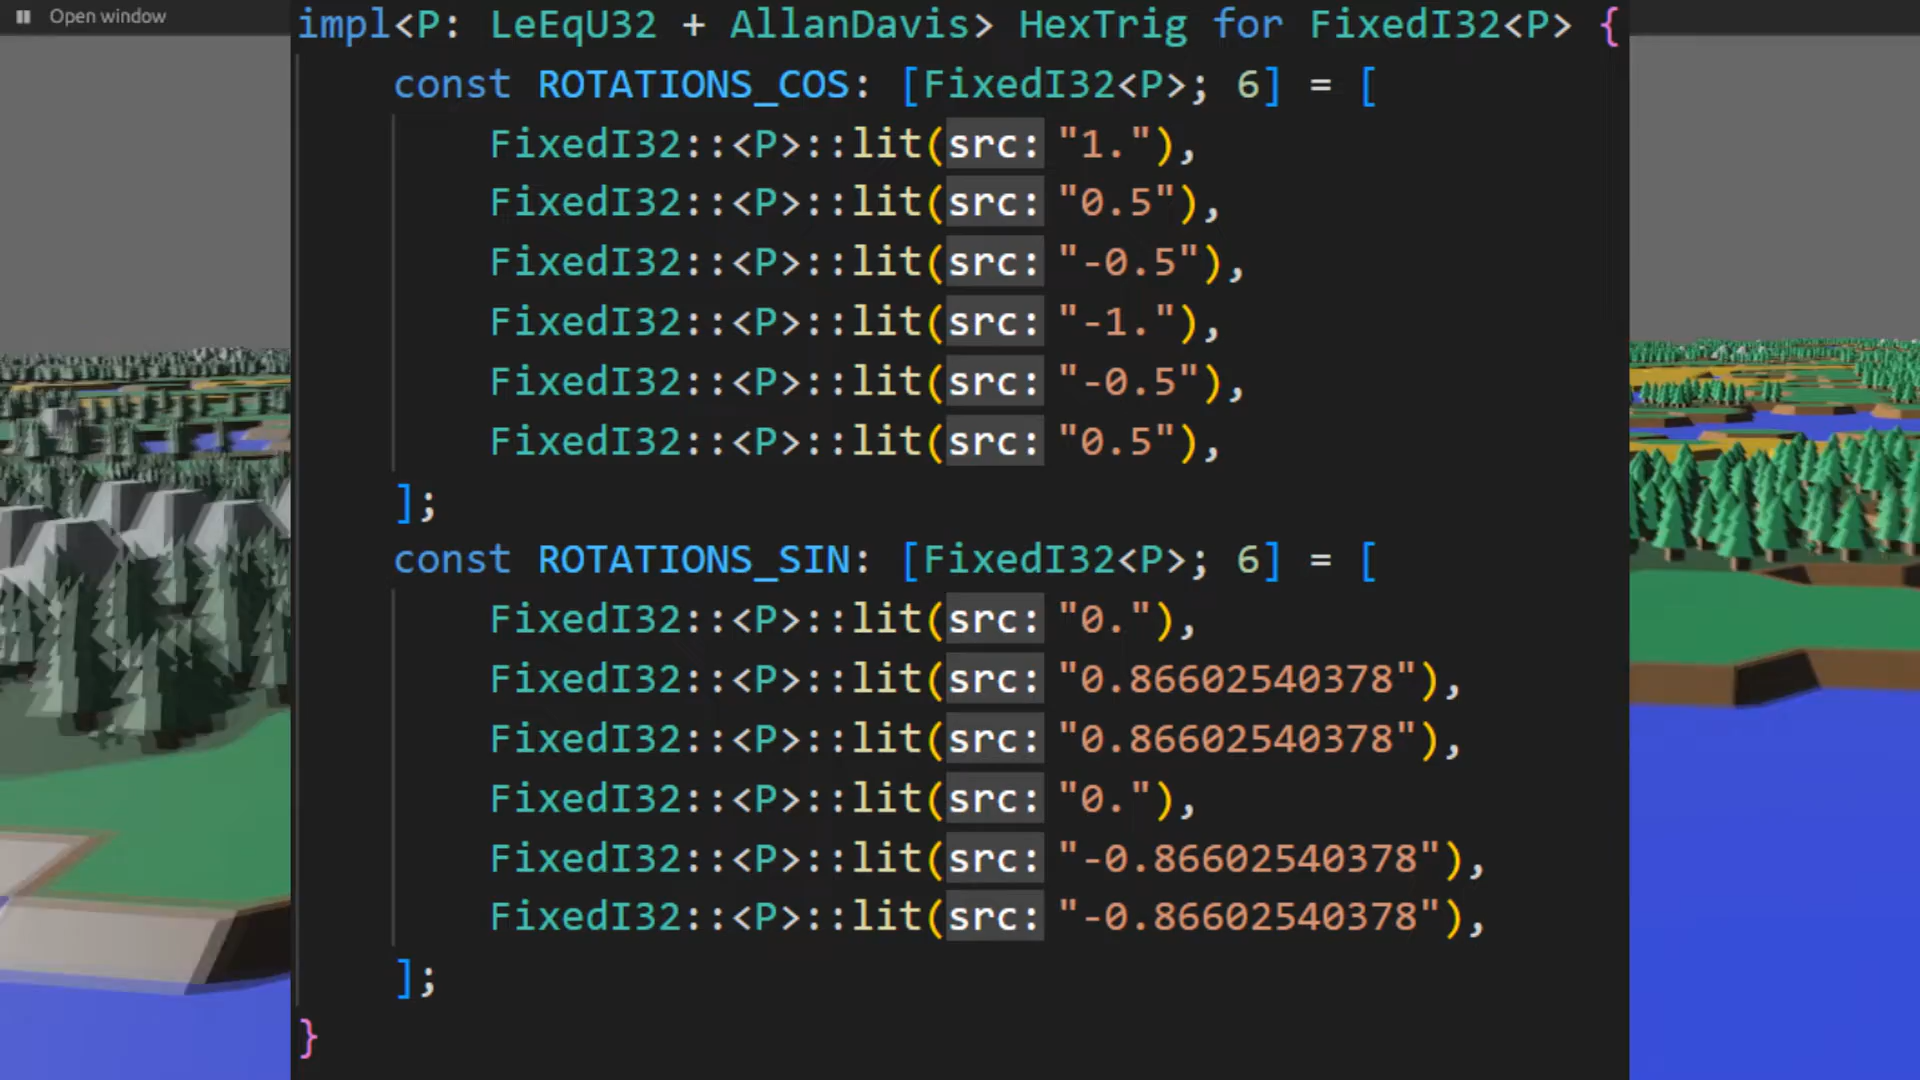 Open window
impl<P: LeEqU32 + AllanDavis> HexTrig for FixedI32<P> {
const ROTATIONS_COS: [FixedI32<P>; 6] = [
FixedI32::<P>::lit(src: "1."),
FixedI32::<P>::lit(src: "0.5"),
FixedI32::<P>::lit(src: "-0.5"),
FixedI32::<P>::lit(src: "-1."),
FixedI32::<P>::lit(src: "-0.5"),
FixedI32::<P>::lit(src: "0.5"),
];
const ROTATIONS_SIN: [FixedI32<P>; 6] = [
FixedI32::<P>::lit(src: "0."),
FixedI32::<P>::lit(src: "0.86602540378"),
FixedI32::<P>::lit(src: "0.86602540378"),
FixedI32::<P>::lit(src: "0."),
FixedI32::<P>::lit(src: "-0.86602540378"),
FixedI32::<P>::lit(src: "-0.86602540378"),
];
}